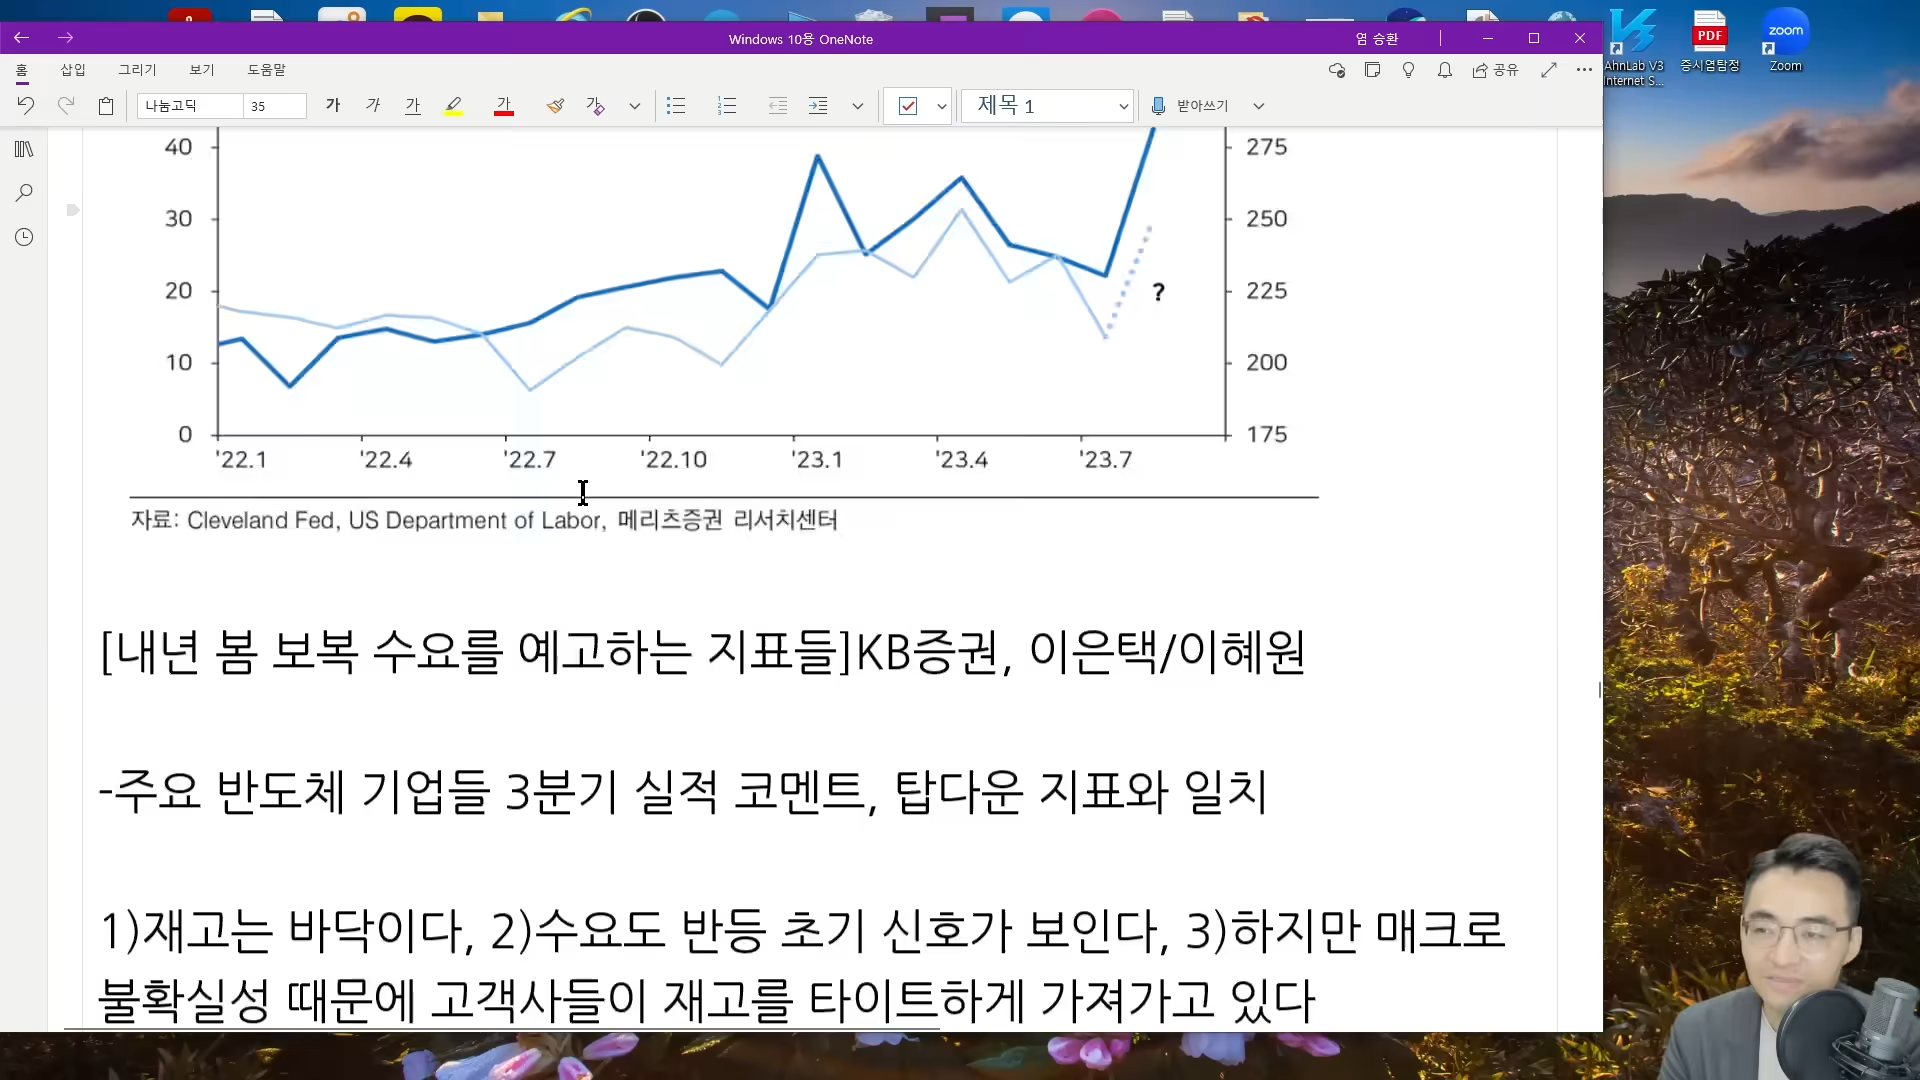 Windows 10용 OneNote
염 승환
AhnLab V3
Internet S...
PDF
증시염탐정
zoom
Zoom
홈
삽입
그리기
보기
도움말
공유
나눔고딕
35
가
가
가
가
가
제목 1
받아쓰기
40
30
20
10
0
275
250
225
200
175
?
'22.1
'22.4
'22.7
'22.10
'23.1
'23.4
'23.7
자료: Cleveland Fed, US Department of Labor, 메리츠증권 리서치센터
[내년 봄 보복 수요를 예고하는 지표들]KB증권, 이은택/이혜원
-주요 반도체 기업들 3분기 실적 코멘트, 탑다운 지표와 일치
1)재고는 바닥이다, 2)수요도 반등 초기 신호가 보인다, 3)하지만 매크로
불확실성 때문에 고객사들이 재고를 타이트하게 가져가고 있다